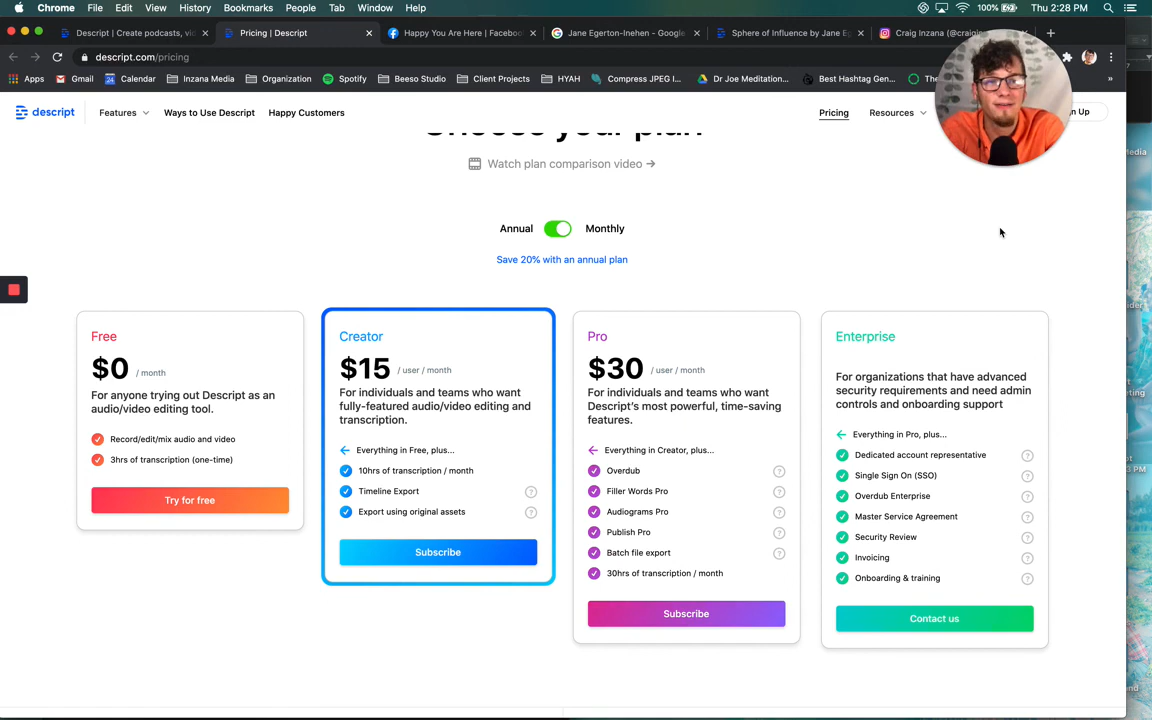 Chrome File Edit View History Bookmarks People Tab Window Help 100% Thu 2:28 PM
Descript | Create podcasts, vi
Pricing | Descript
Happy You Are Here | Faceboo
Jane Egerton-Inehen - Google
Sphere of Influence by Jane E
Craig Inzana (@craigin
descript.com/pricing
Apps Gmail Calendar Inzana Media Organization Spotify Beeso Studio Client Projects HYAH Compress JPEG I... Dr Joe Meditation... Best Hashtag Gen...
descript Features Ways to Use Descript Happy Customers Pricing Resources
Choose your plan
Watch plan comparison video →
Annual Monthly
Save 20% with an annual plan
Free
$0 / month
For anyone trying out Descript as an
audio/video editing tool.
Record/edit/mix audio and video
3hrs of transcription (one-time)
Try for free
Creator
$15 / user / month
For individuals and teams who want
fully-featured audio/video editing and
transcription.
Everything in Free, plus...
10hrs of transcription / month
Timeline Export
Export using original assets
Subscribe
Pro
$30 / user / month
For individuals and teams who want
Descript's most powerful, time-saving
features.
Everything in Creator, plus...
Overdub
Filler Words Pro
Audiograms Pro
Publish Pro
Batch file export
30hrs of transcription / month
Subscribe
Enterprise
For organizations that have advanced
security requirements and need admin
controls and onboarding support
Everything in Pro, plus...
Dedicated account representative
Single Sign On (SSO)
Overdub Enterprise
Master Service Agreement
Security Review
Invoicing
Onboarding & training
Contact us